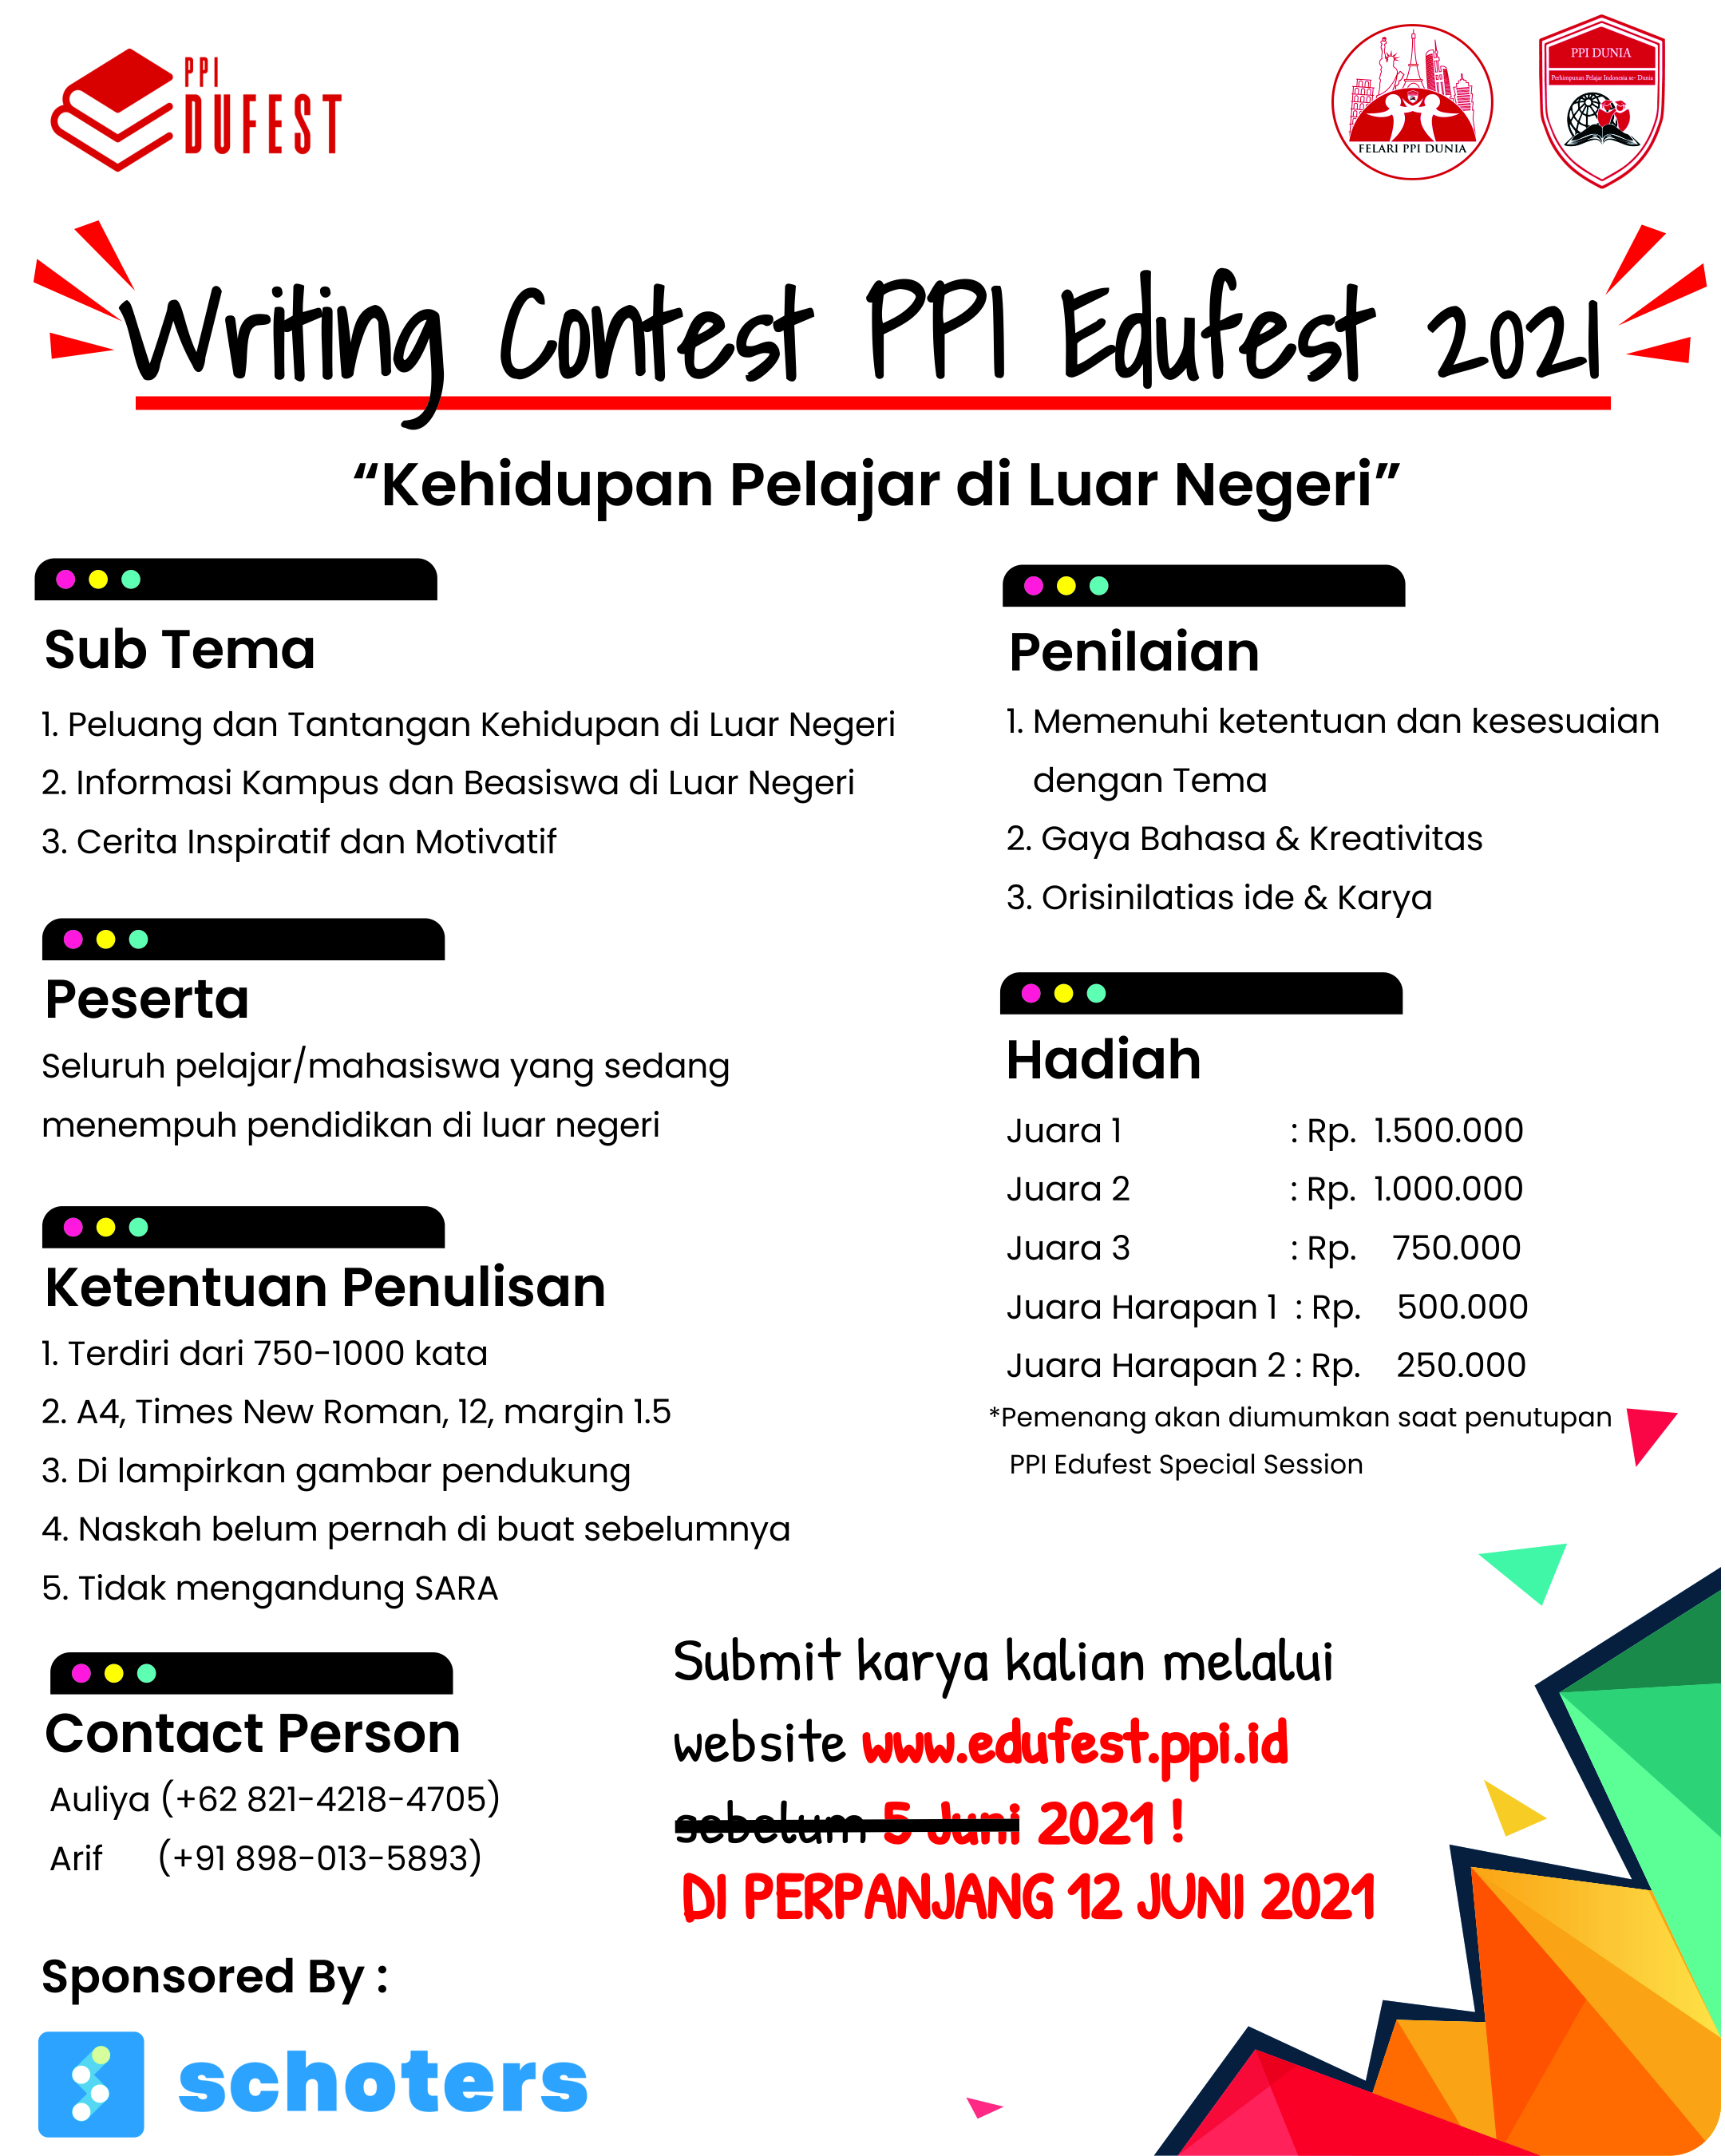 PPI
DUFEST
FELARI PPI DUNIA
PPI DUNIA
Perhimpunan Pelajar Indonesia se- Dunia
Writing Contest PPI Edufest 2021
“Kehidupan Pelajar di Luar Negeri”
Sub Tema
1. Peluang dan Tantangan Kehidupan di Luar Negeri
2. Informasi Kampus dan Beasiswa di Luar Negeri
3. Cerita Inspiratif dan Motivatif
Peserta
Seluruh pelajar/mahasiswa yang sedang
menempuh pendidikan di luar negeri
Ketentuan Penulisan
1. Terdiri dari 750-1000 kata
2. A4, Times New Roman, 12, margin 1.5
3. Di lampirkan gambar pendukung
4. Naskah belum pernah di buat sebelumnya
5. Tidak mengandung SARA
Penilaian
1. Memenuhi ketentuan dan kesesuaian
dengan Tema
2. Gaya Bahasa & Kreativitas
3. Orisinilatias ide & Karya
Hadiah
Juara 1 : Rp. 1.500.000
Juara 2 : Rp. 1.000.000
Juara 3 : Rp. 750.000
Juara Harapan 1 : Rp. 500.000
Juara Harapan 2 : Rp. 250.000
*Pemenang akan diumumkan saat penutupan
PPI Edufest Special Session
Contact Person
Auliya (+62 821-4218-4705)
Arif (+91 898-013-5893)
Submit karya kalian melalui
website www.edufest.ppi.id
sebelum 5 Juni 2021 !
DI PERPANJANG 12 JUNI 2021
Sponsored By :
schoters